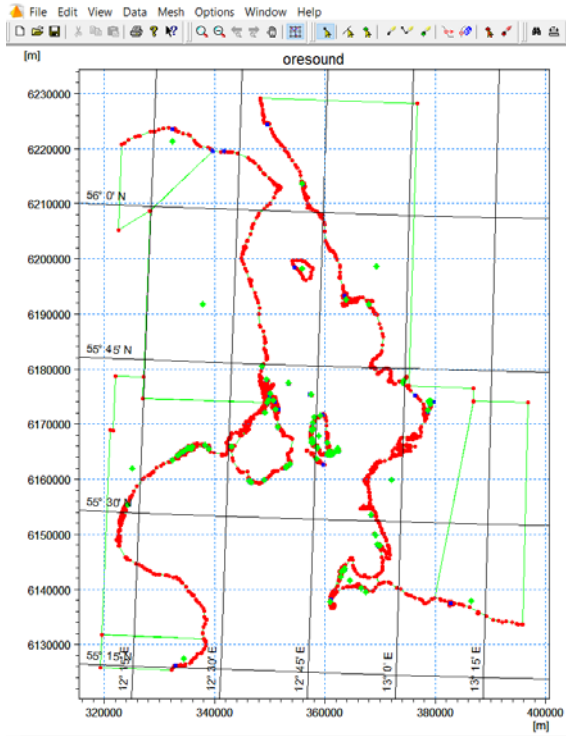 File Edit View Data Mesh Options Window Help
[m]
oresound
6230000
6220000
56° 0' N
6210000
6200000
6190000
55° 45' N
6180000
6170000
6160000
55° 30' N
6150000
6140000
6130000
55° 15' N
12° 15' E
12° 30' E
12° 45' E
13° 0' E
13° 15' E
6130000
320000 340000 360000 380000 400000
[m]